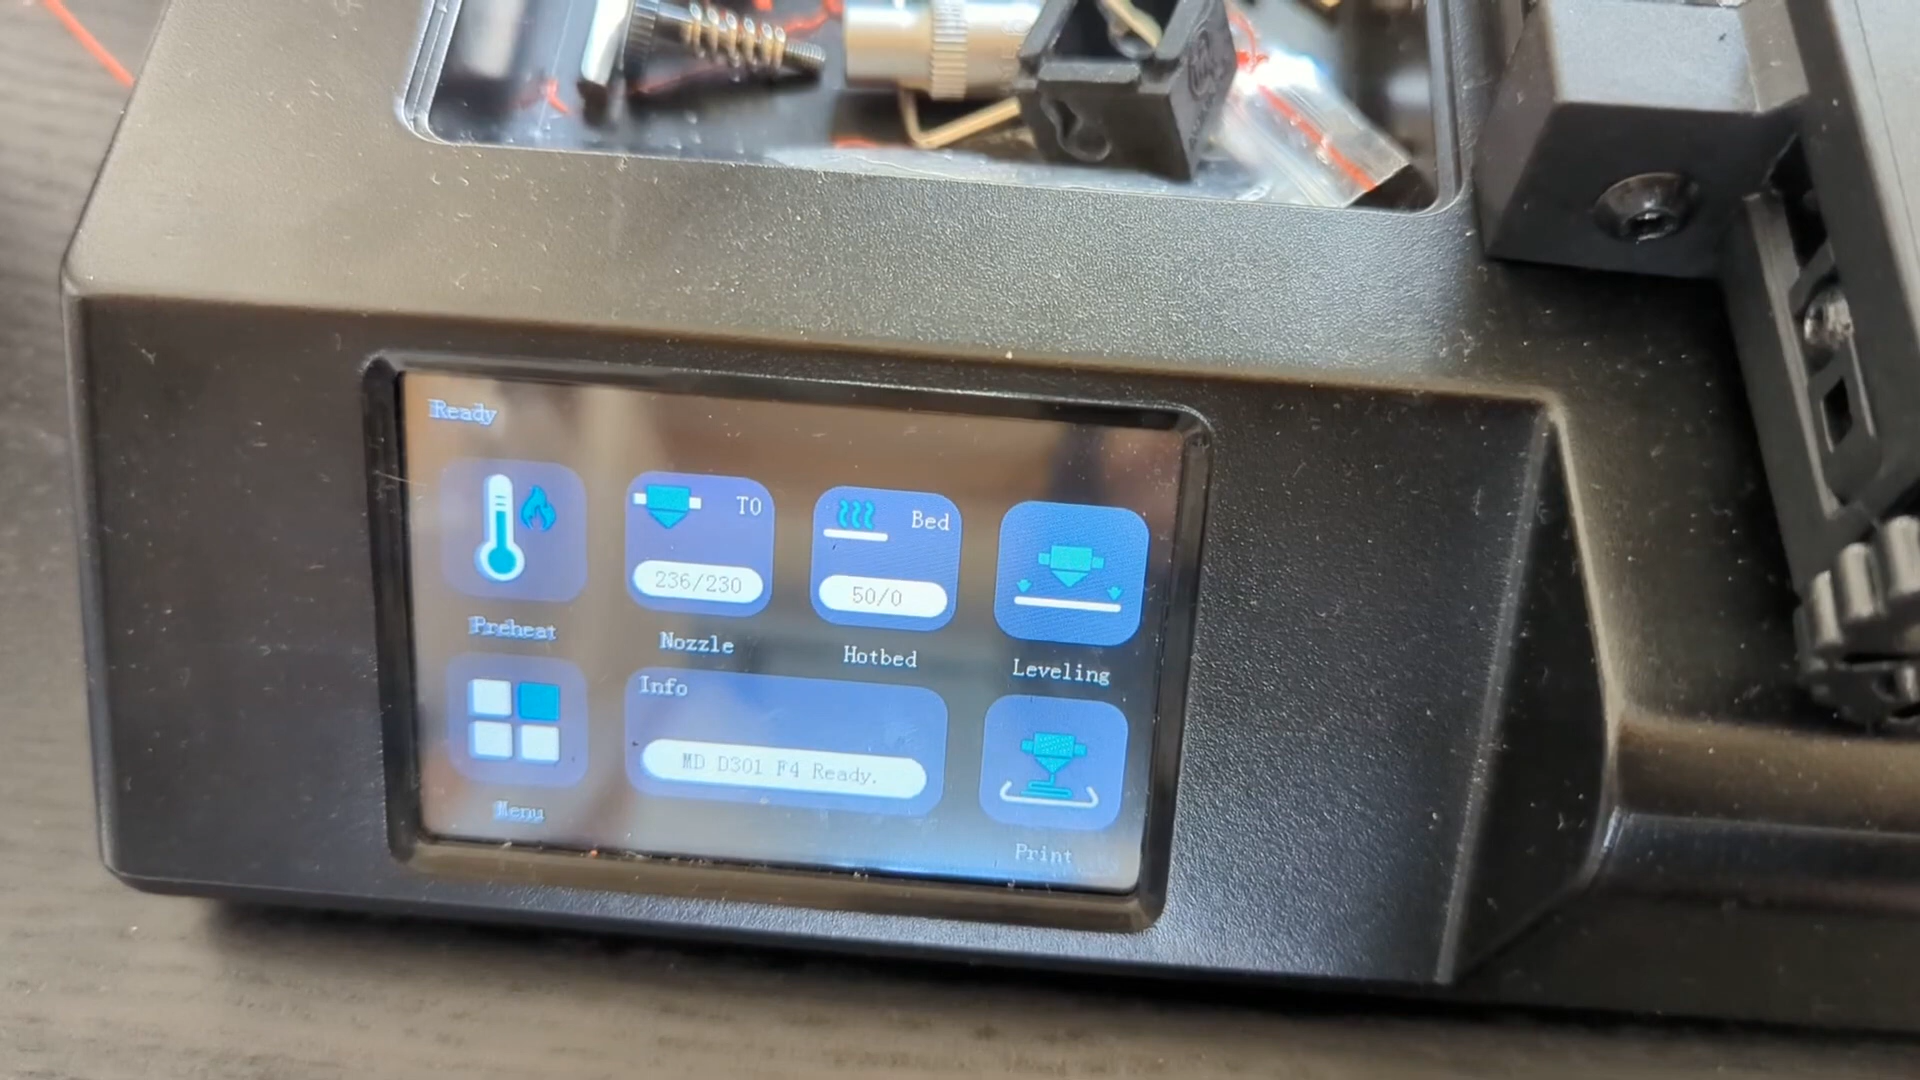 Ready
T0
236/230
Bed
50/0
Preheat
Nozzle
Hotbed
Leveling
Info
MD D301 F4 Ready.
Menu
Print